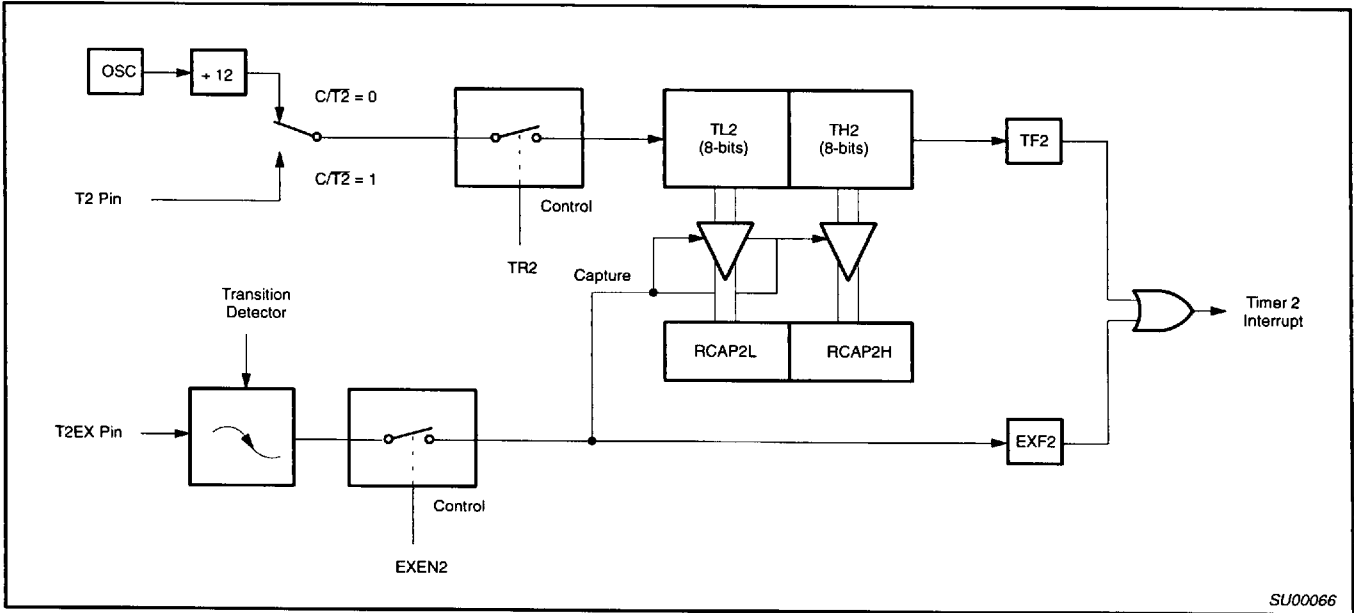 OSC
÷ 12
C/T2̅ = 0
C/T2̅ = 1
T2 Pin
Control
TR2
TL2
(8-bits)
TH2
(8-bits)
TF2
Capture
Transition
Detector
RCAP2L
RCAP2H
Timer 2
Interrupt
T2EX Pin
Control
EXEN2
EXF2
SU00066